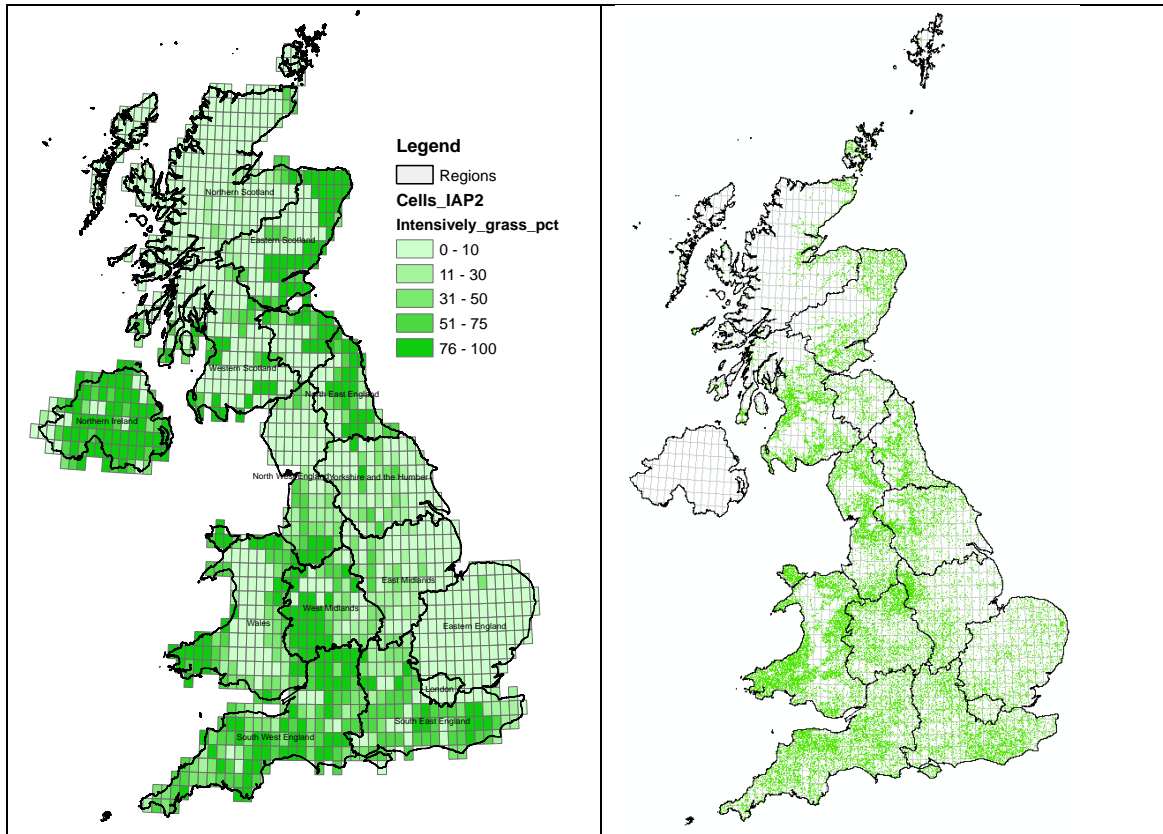 Legend
Regions
Cells_IAP2
Intensively_grass_pct
0 - 10
11 - 30
31 - 50
51 - 75
76 - 100
Northern Scotland
Eastern Scotland
Western Scotland
North East England
Northern Ireland
North West England
Yorkshire and the Humber
East Midlands
West Midlands
Wales
Eastern England
London
South East England
South West England